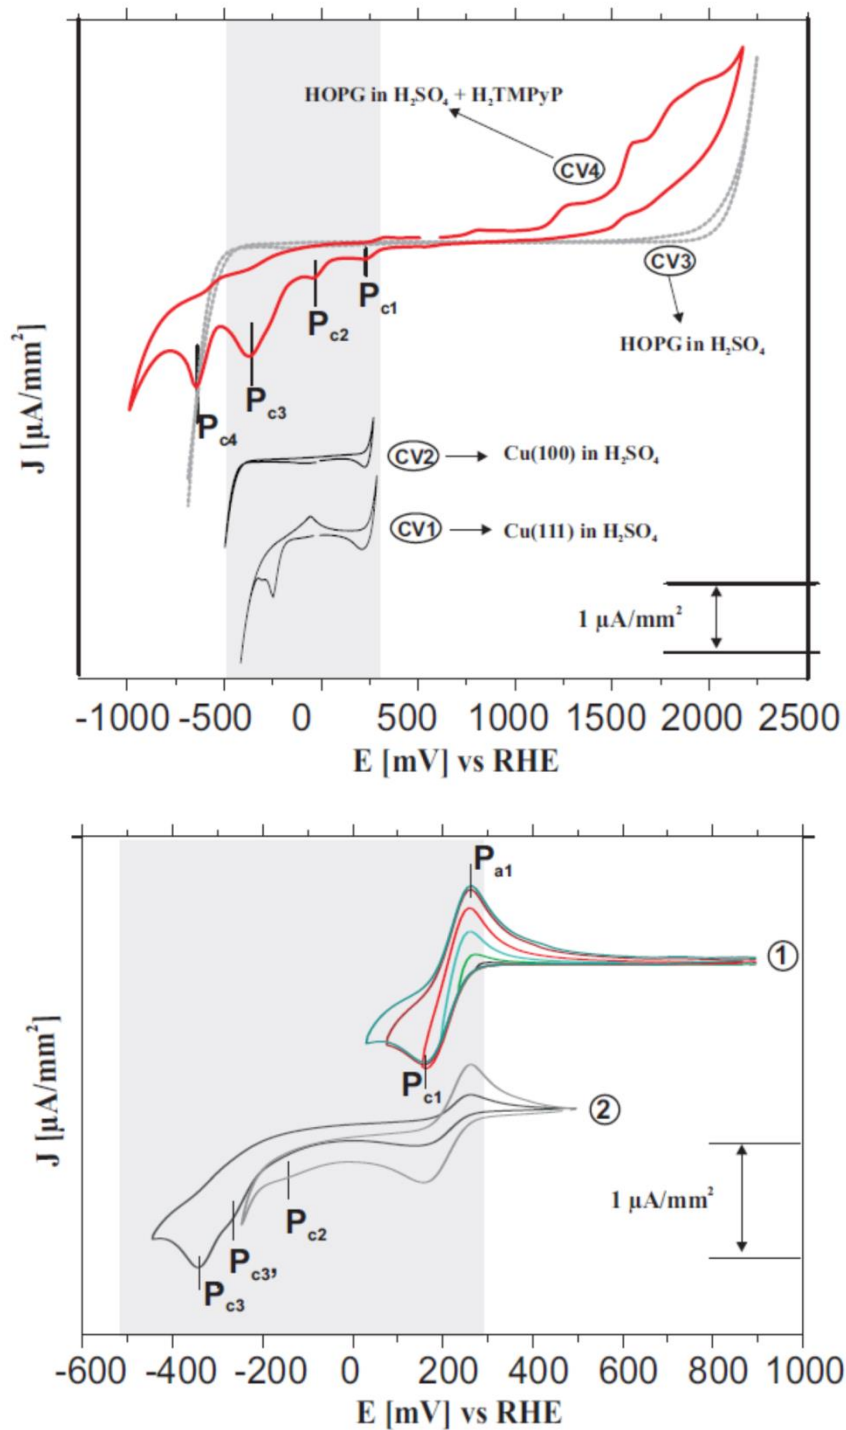 HOPG in H₂SO₄ + H₂TMPyP
CV4
CV3
HOPG in H₂SO₄
Pc1
Pc2
Pc3
Pc4
CV2
Cu(100) in H₂SO₄
CV1
Cu(111) in H₂SO₄
1 µA/mm²
J [µA/mm²]
-1000 -500 0 500 1000 1500 2000 2500
E [mV] vs RHE
Pa1
1
Pc1
2
Pc2
Pc3,
Pc3
1 µA/mm²
J [µA/mm²]
-600 -400 -200 0 200 400 600 800 1000
E [mV] vs RHE